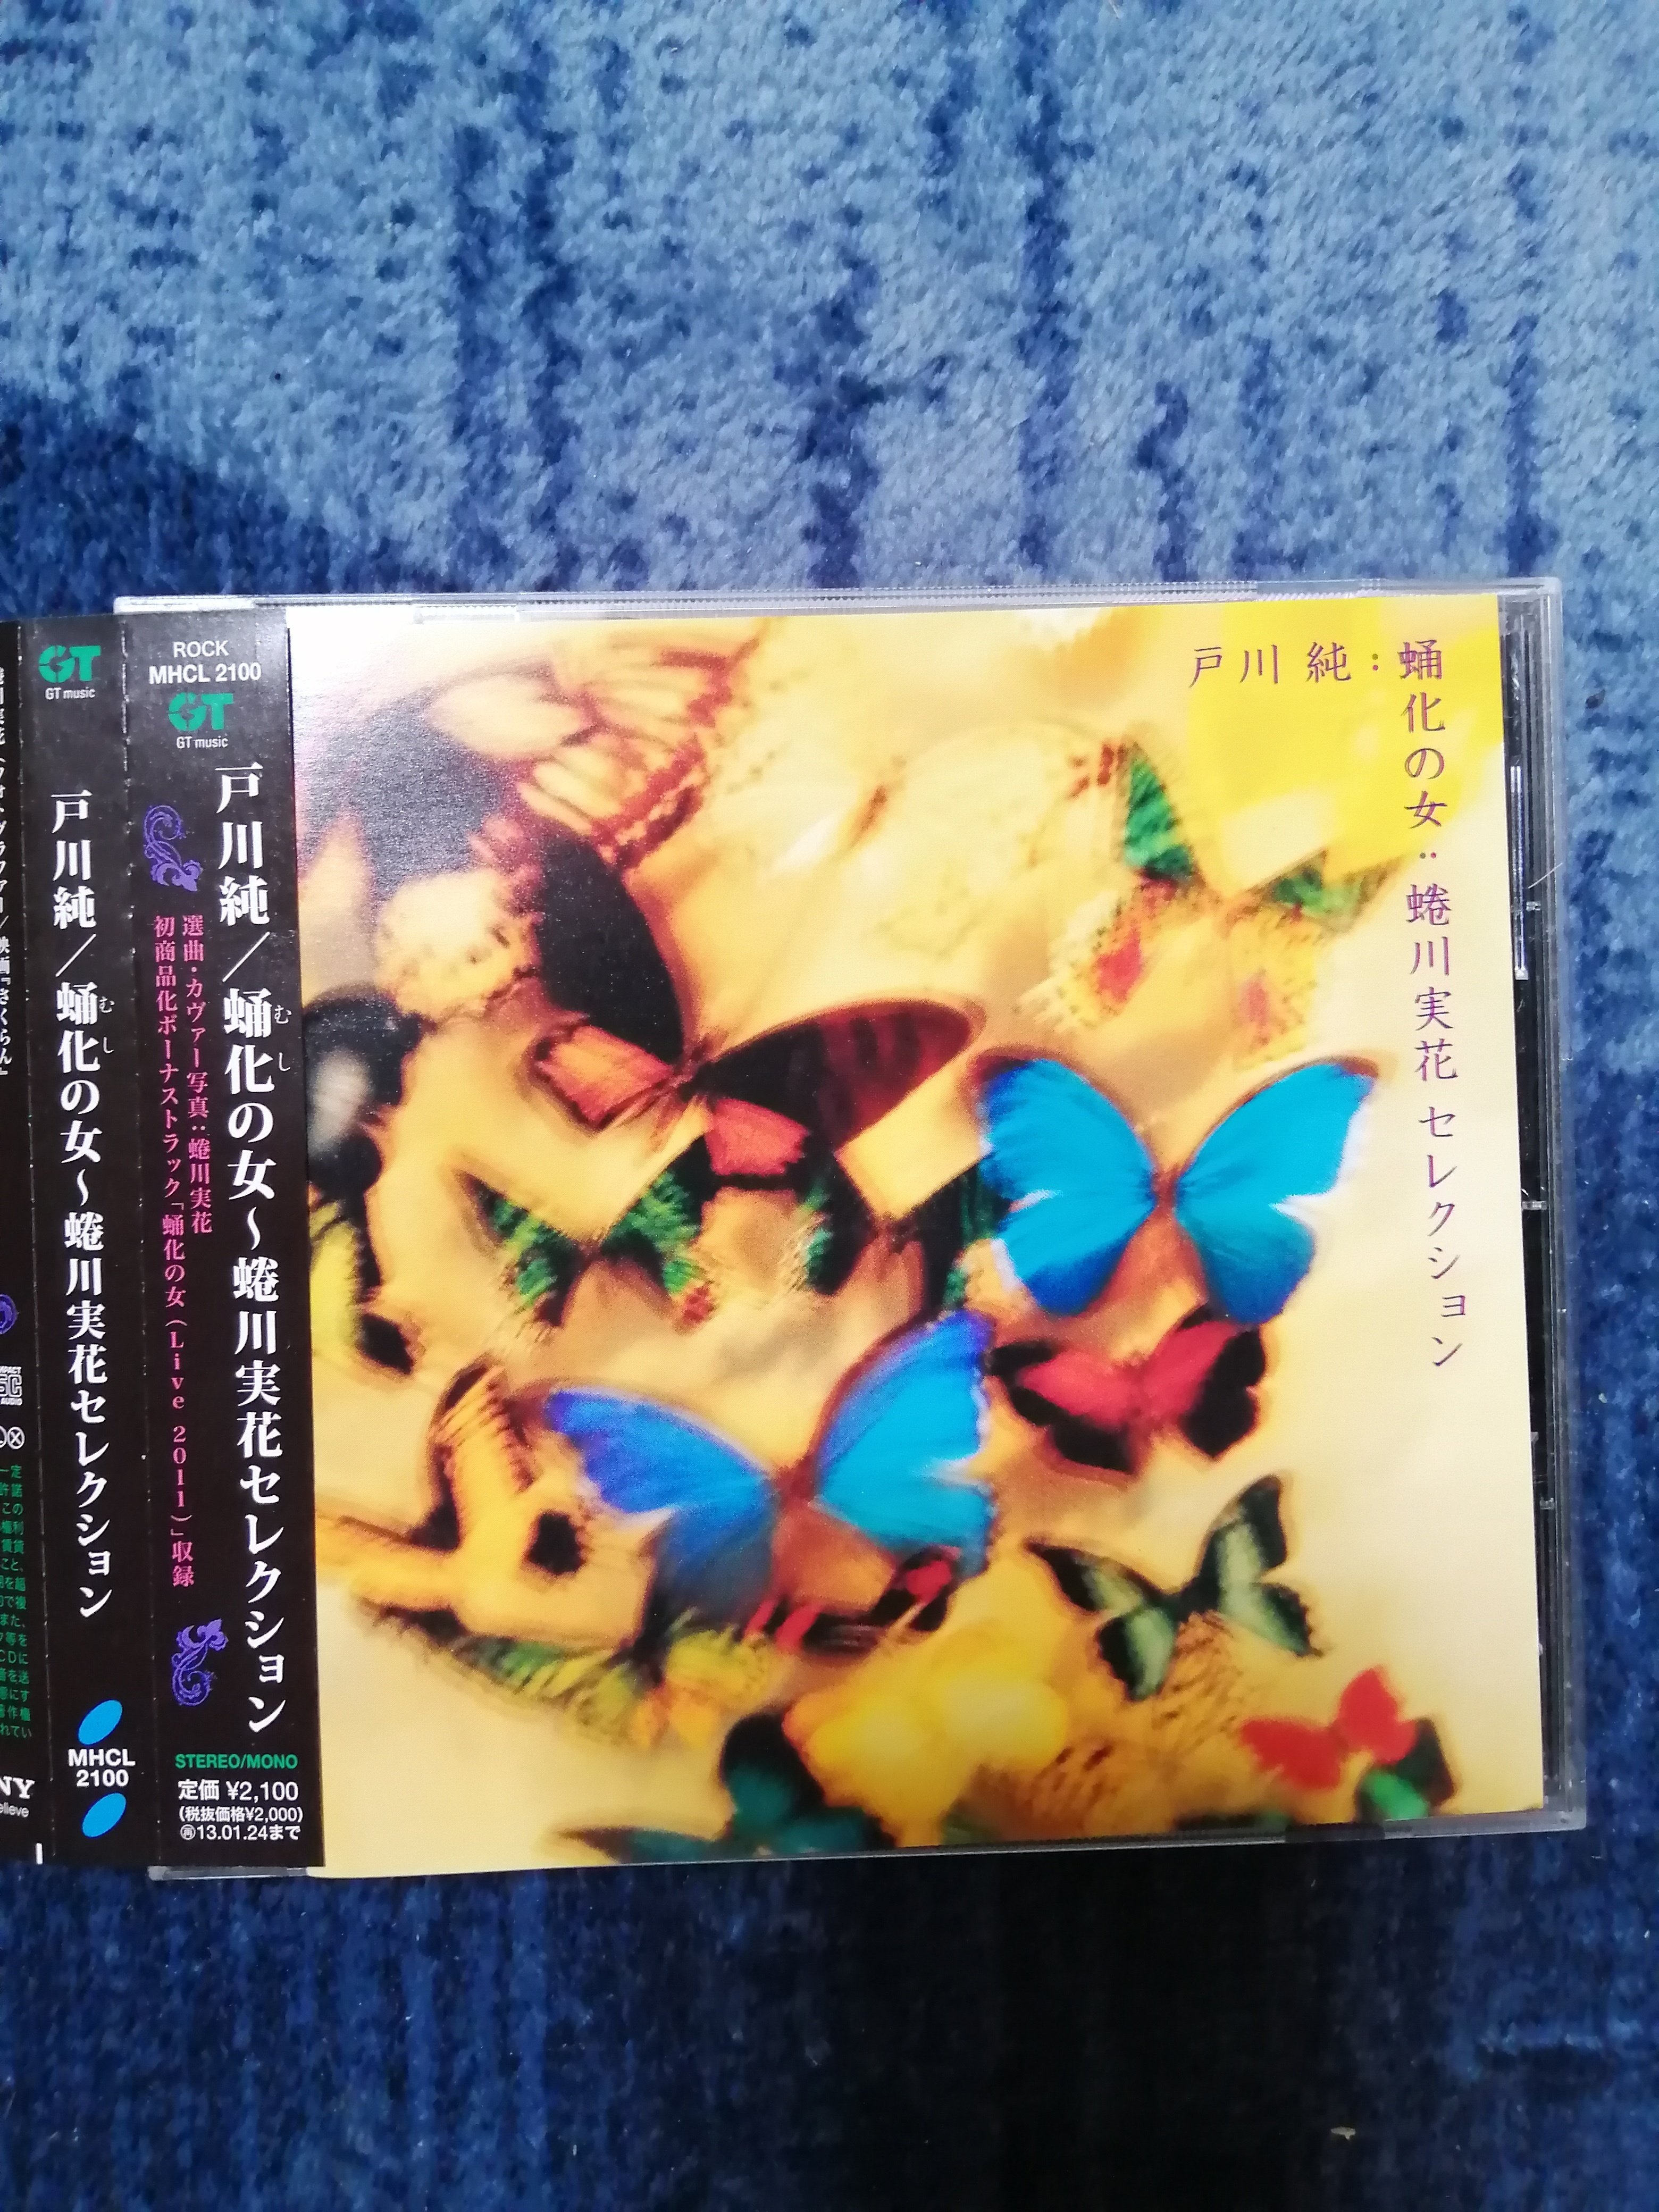 戸川 純：蛹化の女：蜷川実花 セレクション
ROCK
MHCL 2100
GT
GT music
戸川純／蛹化の女～蜷川実花セレクション
むし
選曲・カヴァー写真：蜷川実花
初商品化ボーナストラック「蛹化の女（Live 2011）」収録
STEREO/MONO
定価 ¥2,100
(税抜価格¥2,000)
再13.01.24まで
GT
GT music
戸川純／蛹化の女～蜷川実花セレクション
MHCL
2100